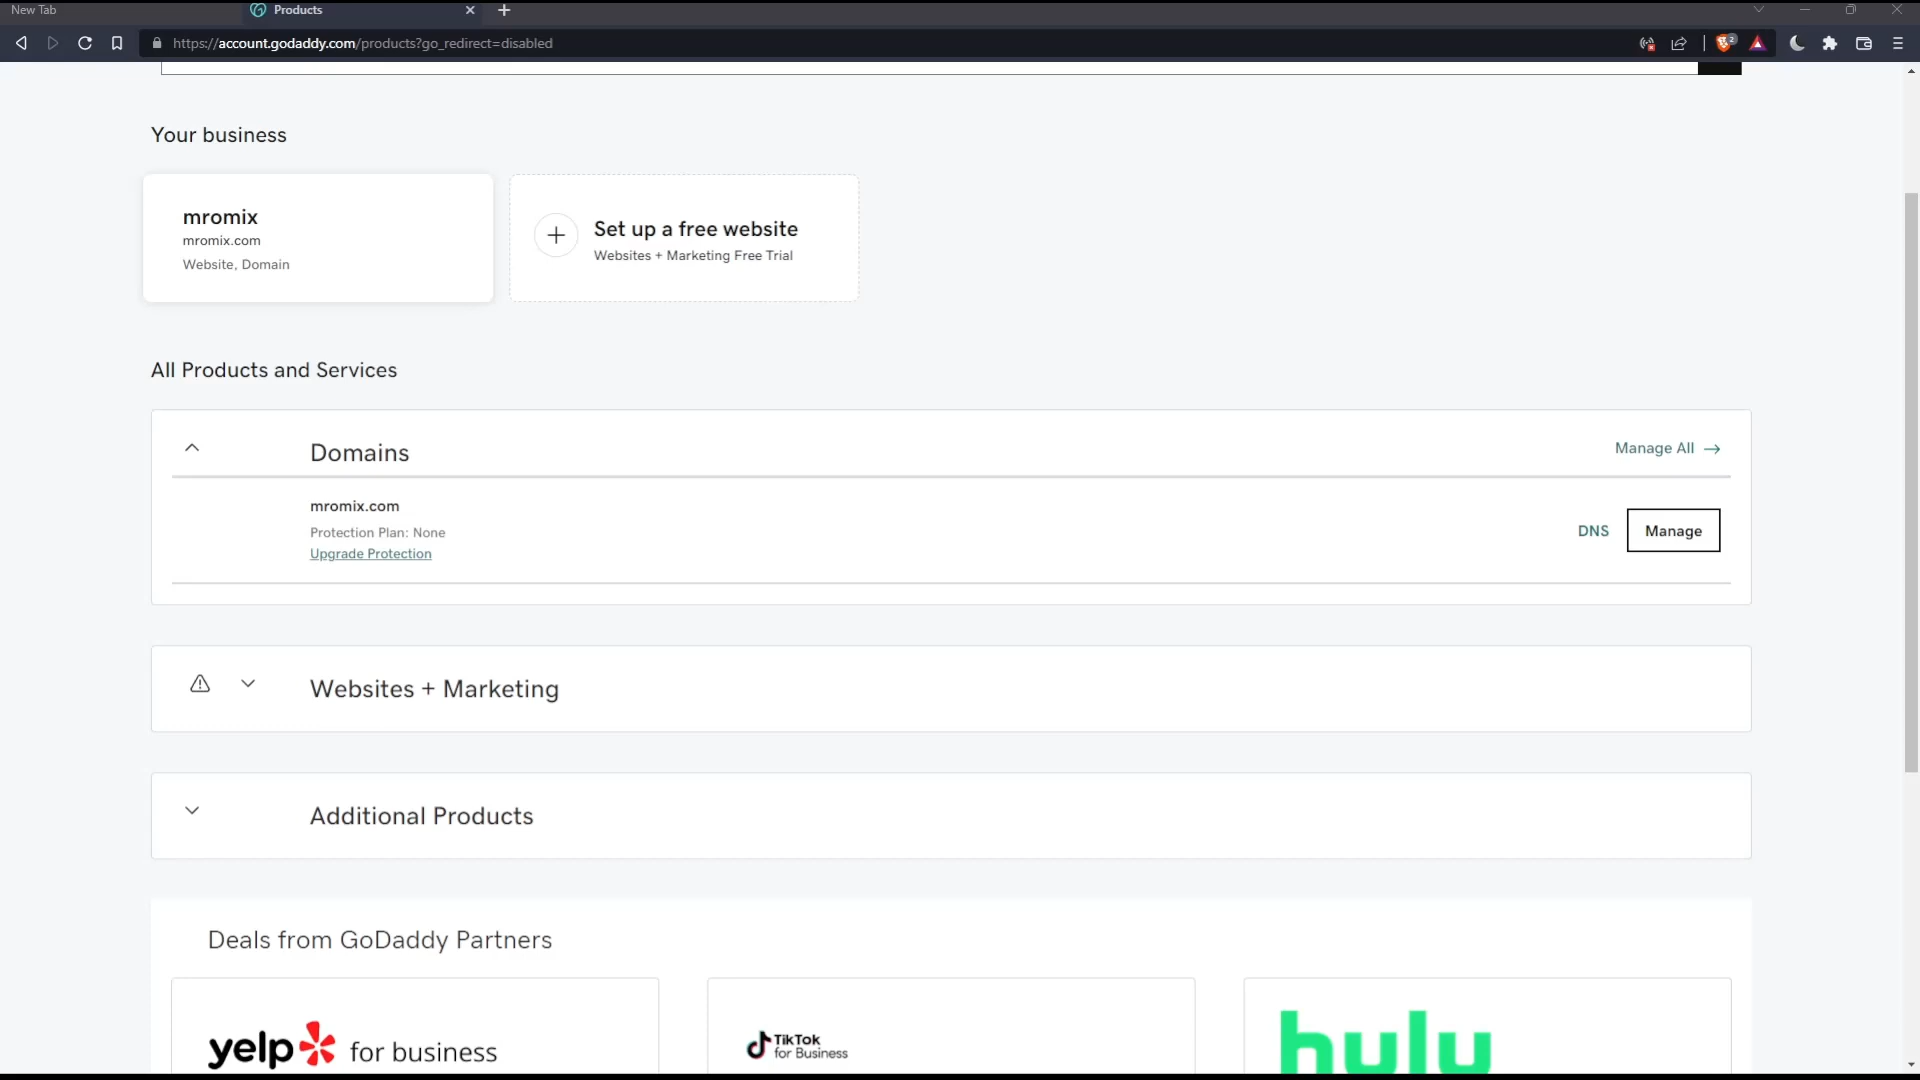 New Tab
Products
https://account.godaddy.com/products?go_redirect=disabled
2
Your business
mromix
mromix.com
Website, Domain
Set up a free website
Websites + Marketing Free Trial
All Products and Services
Domains
Manage All →
mromix.com
Protection Plan: None
Upgrade Protection
DNS
Manage
Websites + Marketing
Additional Products
Deals from GoDaddy Partners
yelp for business
TikTok
for Business
hulu